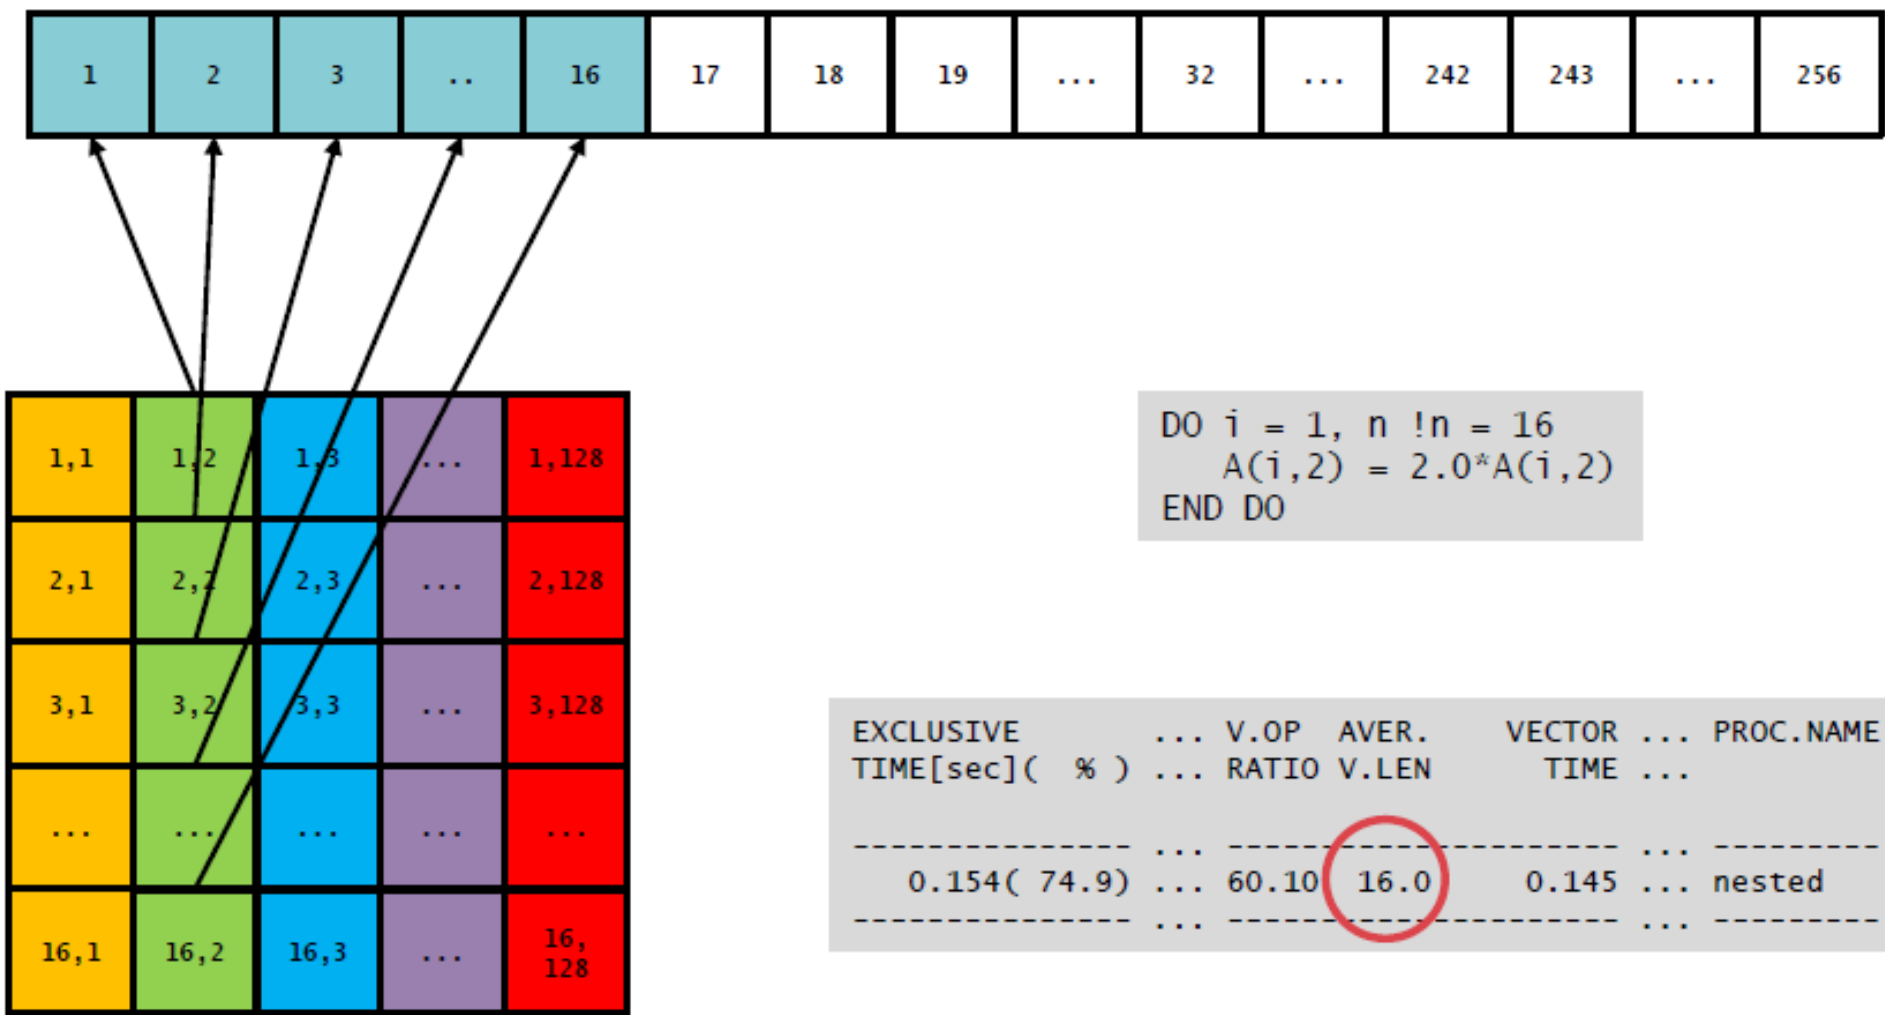 1 2 3 .. 16 17 18 19 ... 32 ... 242 243 ... 256
1,1 1,2 1,3 ... 1,128
2,1 2,2 2,3 ... 2,128
3,1 3,2 3,3 ... 3,128
... ... ... ... ...
16,1 16,2 16,3 ... 16,
128
DO i = 1, n !n = 16
A(i,2) = 2.0*A(i,2)
END DO
EXCLUSIVE ... V.OP AVER. VECTOR ... PROC.NAME
TIME[sec]( % ) ... RATIO V.LEN TIME ...
--------------- ... --------------------- ... ---------
0.154( 74.9) ... 60.10 16.0 0.145 ... nested
--------------- ... --------------------- ... ---------